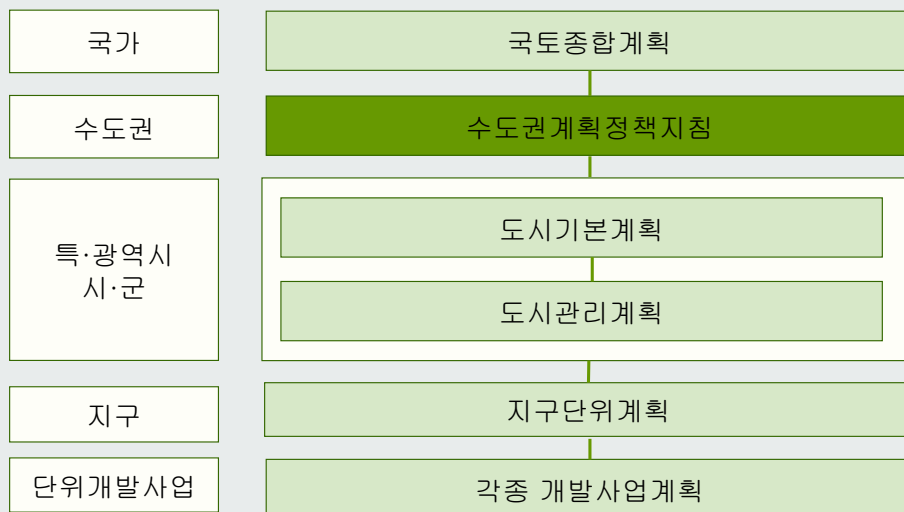 국가
국토종합계획
수도권
수도권계획정책지침
특·광역시
시·군
도시기본계획
도시관리계획
지구
지구단위계획
단위개발사업
각종 개발사업계획